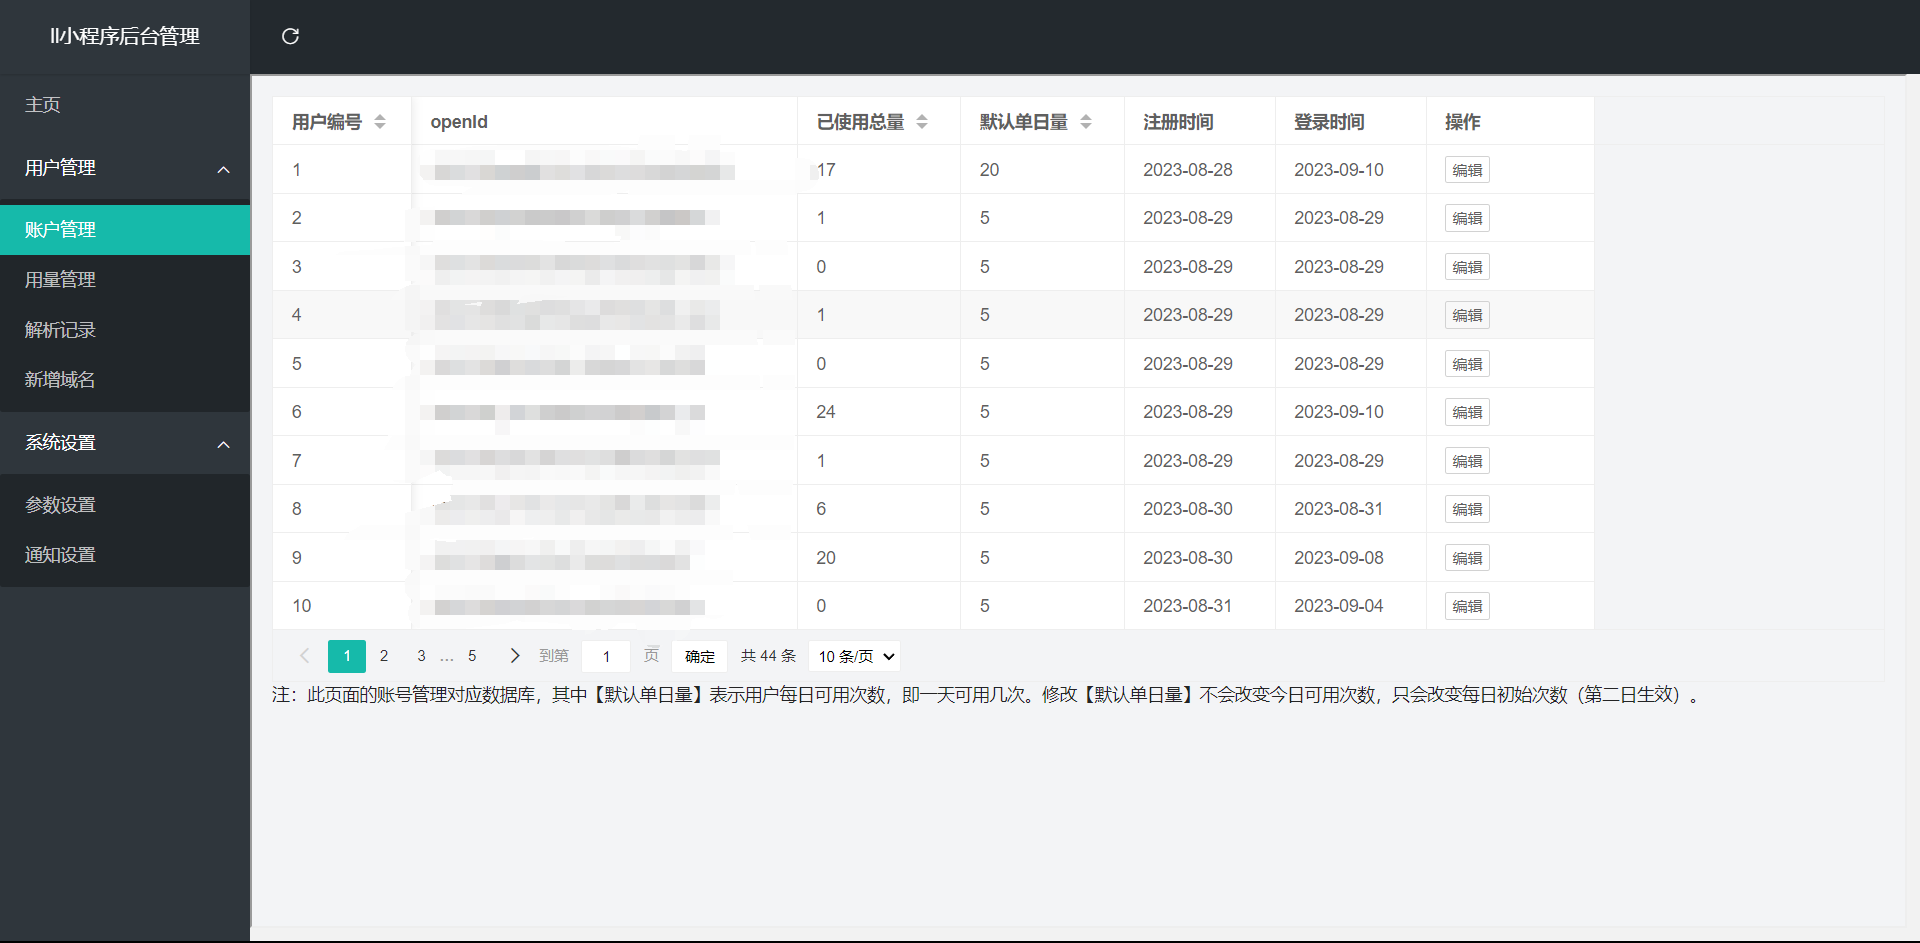 ll小程序后台管理
主页
用户管理
账户管理
用量管理
解析记录
新增域名
系统设置
参数设置
通知设置
用户编号 openId 已使用总量 默认单日量 注册时间 登录时间 操作
1 17 20 2023-08-28 2023-09-10 编辑
2 1 5 2023-08-29 2023-08-29 编辑
3 0 5 2023-08-29 2023-08-29 编辑
4 1 5 2023-08-29 2023-08-29 编辑
5 0 5 2023-08-29 2023-08-29 编辑
6 24 5 2023-08-29 2023-09-10 编辑
7 1 5 2023-08-29 2023-08-29 编辑
8 6 5 2023-08-30 2023-08-31 编辑
9 20 5 2023-08-30 2023-09-08 编辑
10 0 5 2023-08-31 2023-09-04 编辑
1 2 3 … 5 到第 1 页 确定 共 44 条 10 条/页
注：此页面的账号管理对应数据库，其中【默认单日量】表示用户每日可用次数，即一天可用几次。修改【默认单日量】不会改变今日可用次数，只会改变每日初始次数（第二日生效）。